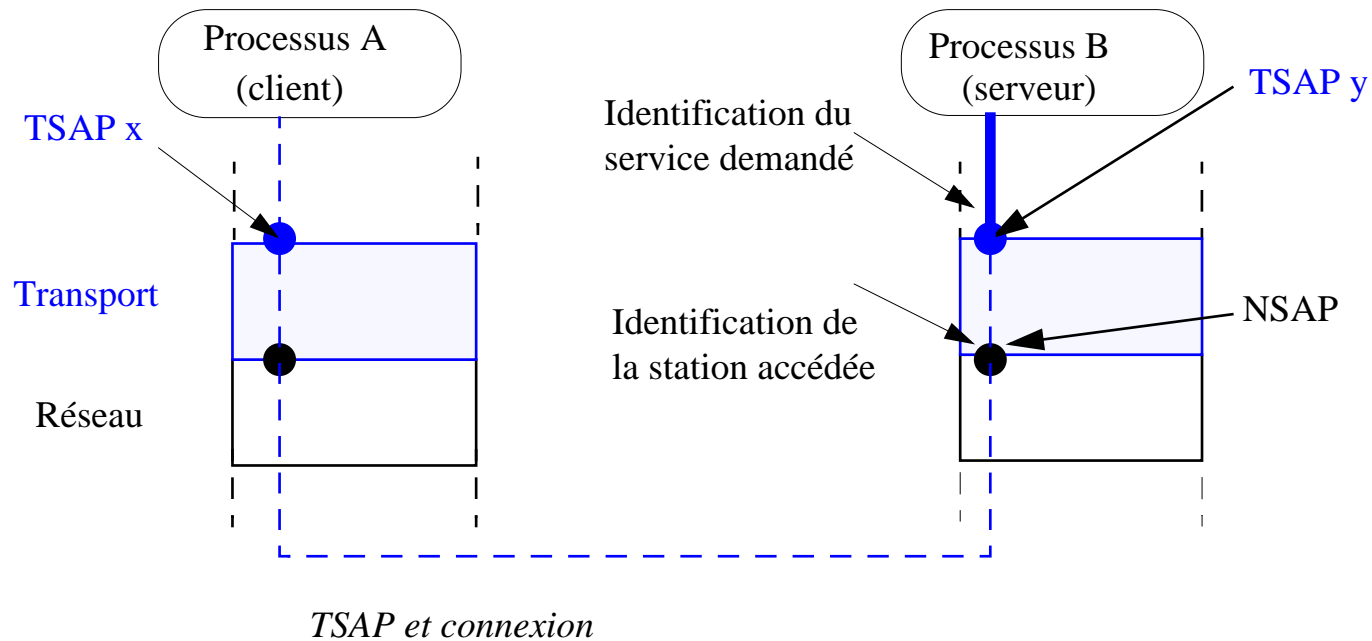 Processus A
(client)
Processus B
(serveur)
TSAP x
TSAP y
Identification du
service demandé
Transport
Identification de
la station accédée
NSAP
Réseau
TSAP et connexion